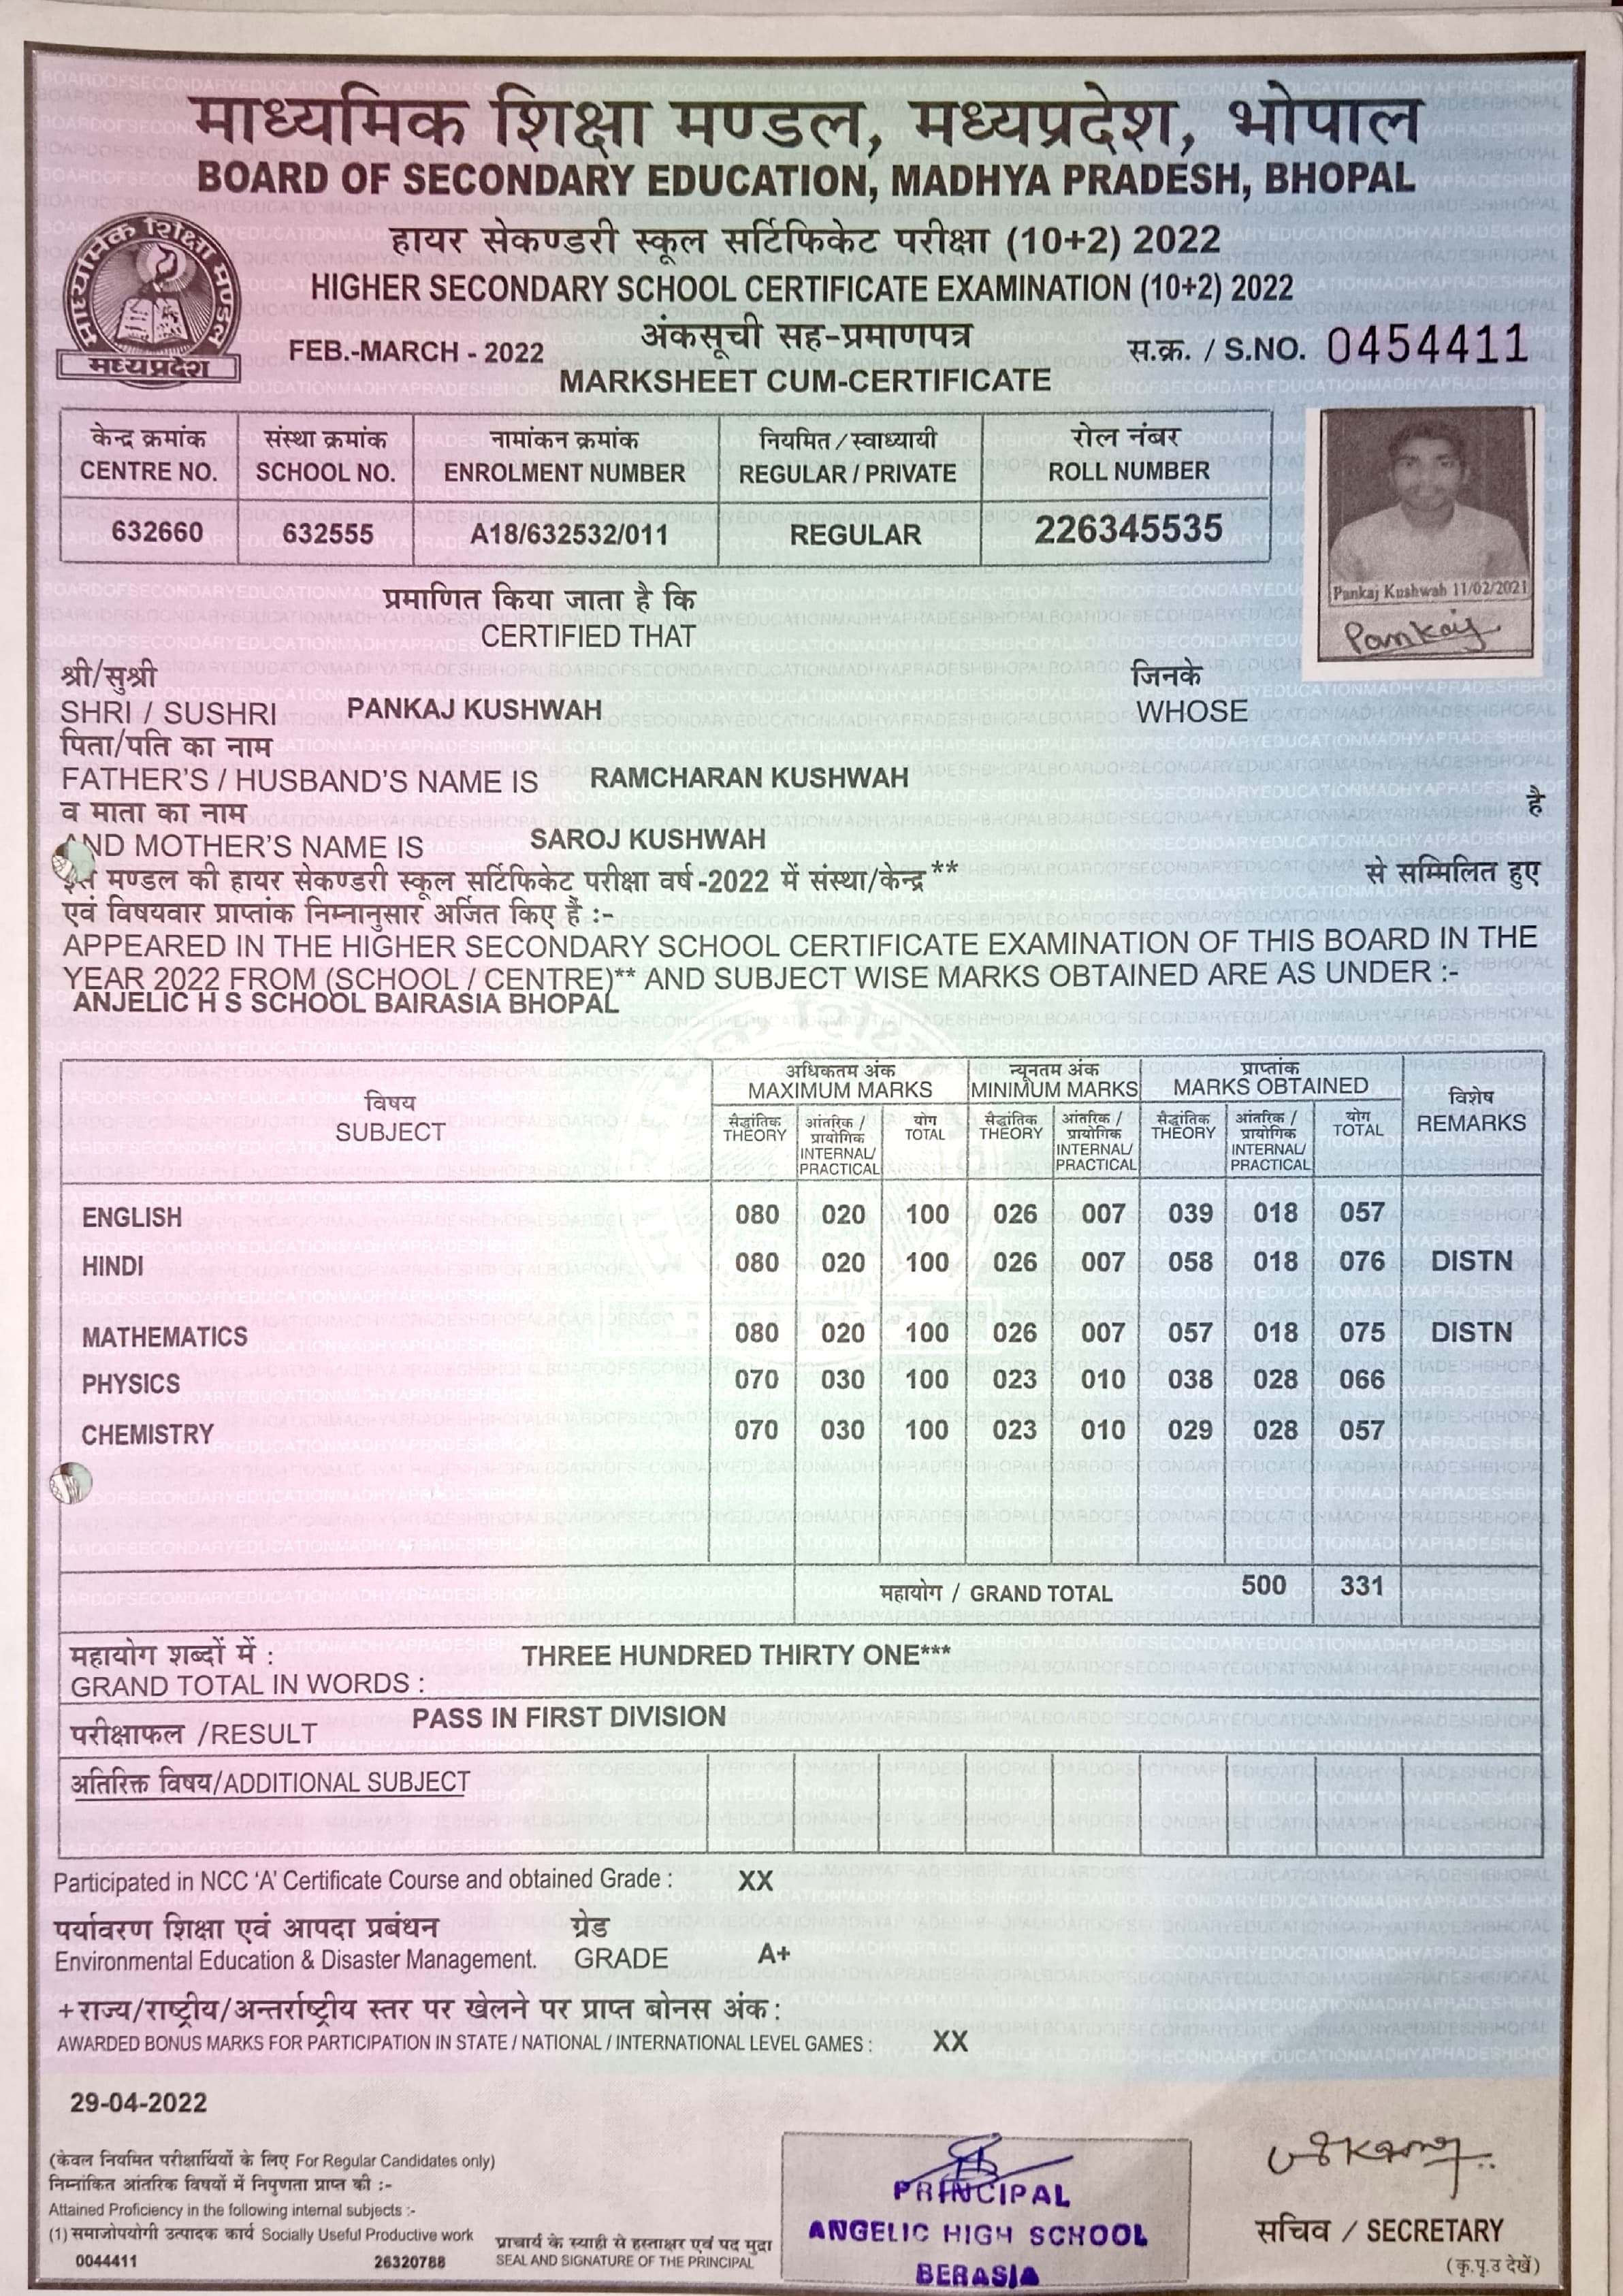 माध्यमिक शिक्षा मण्डल, मध्यप्रदेश, भोपाल
BOARD OF SECONDARY EDUCATION, MADHYA PRADESH, BHOPAL
हायर सेकण्डरी स्कूल सर्टिफिकेट परीक्षा (10+2) 2022
HIGHER SECONDARY SCHOOL CERTIFICATE EXAMINATION (10+2) 2022
माध्यमिक शिक्षा मण्डल
मध्यप्रदेश
अंकसूची सह-प्रमाणपत्र
FEB.-MARCH - 2022
स.क्र. / S.NO. 0454411
MARKSHEET CUM-CERTIFICATE
केन्द्र क्रमांक संस्था क्रमांक नामांकन क्रमांक नियमित / स्वाध्यायी रोल नंबर
CENTRE NO. SCHOOL NO. ENROLMENT NUMBER REGULAR / PRIVATE ROLL NUMBER
632660 632555 A18/632532/011 REGULAR 226345535
Pankaj Kushwah 11/02/2021
Pankaj
प्रमाणित किया जाता है कि
CERTIFIED THAT
श्री/सुश्री जिनके
SHRI / SUSHRI PANKAJ KUSHWAH WHOSE
पिता/पति का नाम
FATHER'S / HUSBAND'S NAME IS RAMCHARAN KUSHWAH
व माता का नाम है
AND MOTHER'S NAME IS SAROJ KUSHWAH
इस मण्डल की हायर सेकण्डरी स्कूल सर्टिफिकेट परीक्षा वर्ष-2022 में संस्था/केन्द्र** से सम्मिलित हुए
एवं विषयवार प्राप्तांक निम्नानुसार अर्जित किए है :-
APPEARED IN THE HIGHER SECONDARY SCHOOL CERTIFICATE EXAMINATION OF THIS BOARD IN THE
YEAR 2022 FROM (SCHOOL / CENTRE)** AND SUBJECT WISE MARKS OBTAINED ARE AS UNDER :-
ANJELIC H S SCHOOL BAIRASIA BHOPAL
विषय अधिकतम अंक न्यूनतम अंक प्राप्तांक विशेष
SUBJECT MAXIMUM MARKS MINIMUM MARKS MARKS OBTAINED REMARKS
सैद्धांतिक आंतरिक / प्रायोगिक योग सैद्धांतिक आंतरिक / प्रायोगिक सैद्धांतिक आंतरिक / प्रायोगिक योग
THEORY INTERNAL/ PRACTICAL TOTAL THEORY INTERNAL/ PRACTICAL THEORY INTERNAL/ PRACTICAL TOTAL
ENGLISH 080 020 100 026 007 039 018 057
HINDI 080 020 100 026 007 058 018 076 DISTN
MATHEMATICS 080 020 100 026 007 057 018 075 DISTN
PHYSICS 070 030 100 023 010 038 028 066
CHEMISTRY 070 030 100 023 010 029 028 057
महायोग / GRAND TOTAL 500 331
महायोग शब्दों में : THREE HUNDRED THIRTY ONE***
GRAND TOTAL IN WORDS :
परीक्षाफल /RESULT PASS IN FIRST DIVISION
अतिरिक्त विषय/ADDITIONAL SUBJECT
Participated in NCC 'A' Certificate Course and obtained Grade : XX
पर्यावरण शिक्षा एवं आपदा प्रबंधन ग्रेड
Environmental Education & Disaster Management. GRADE A+
+राज्य/राष्ट्रीय/अन्तर्राष्ट्रीय स्तर पर खेलने पर प्राप्त बोनस अंक :
AWARDED BONUS MARKS FOR PARTICIPATION IN STATE / NATIONAL / INTERNATIONAL LEVEL GAMES : XX
29-04-2022
(केवल नियमित परीक्षार्थियों के लिए For Regular Candidates only)
निम्नांकित आंतरिक विषयों में निपुणता प्राप्त की :-
Attained Proficiency in the following internal subjects :-
(1) समाजोपयोगी उत्पादक कार्य Socially Useful Productive work
0044411 26320788
प्राचार्य के स्याही से हस्ताक्षर एवं पद मुद्रा
SEAL AND SIGNATURE OF THE PRINCIPAL
PRINCIPAL
ANGELIC HIGH SCHOOL
BERASIA
सचिव / SECRETARY
(कृ.पृ.उ देखें)